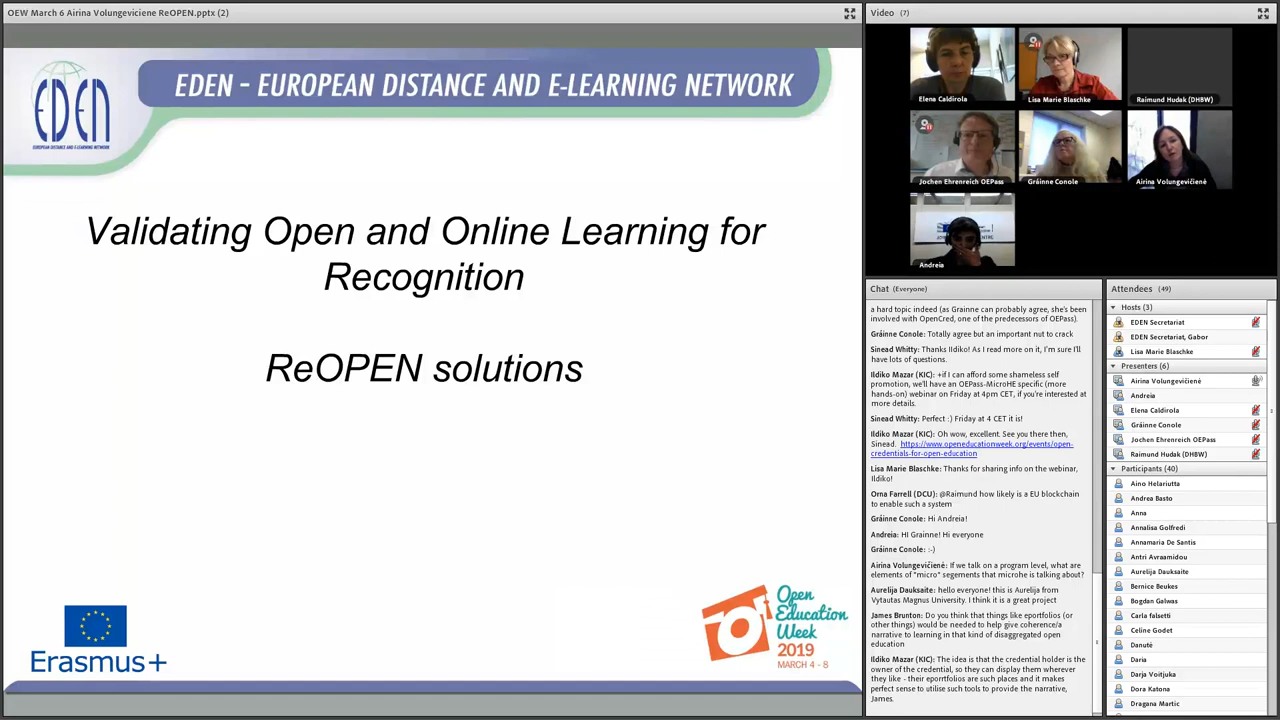 OEW March 6 Airina Volungeviciene ReOPEN.pptx (2)
EDEN
EUROPEAN DISTANCE AND E-LEARNING NETWORK
EDEN - EUROPEAN DISTANCE AND E-LEARNING NETWORK
Validating Open and Online Learning for
Recognition
ReOPEN solutions
Erasmus+
Open
Education
Week
2019
MARCH 4 - 8
Video (7)
Elena Caldirola
Lisa Marie Blaschke
Raimund Hudak (DHBW)
Jochen Ehrenreich OEPass
Gráinne Conole
Airina Volungevičienė
Andreia
Chat (Everyone)
a hard topic indeed (as Grainne can probably agree, she's been
involved with OpenCred, one of the predecessors of OEPass).
Gráinne Conole: Totally agree but an important nut to crack
Sinead Whitty: Thanks Ildiko! As I read more on it, I'm sure I'll
have lots of questions.
Ildiko Mazar (KIC): +if I can afford some shameless self
promotion, we'll have an OEPass-MicroHE specific (more
hands-on) webinar on Friday at 4pm CET, if you're interested at
more details.
Sinead Whitty: Perfect :) Friday at 4 CET it is!
Ildiko Mazar (KIC): Oh wow, excellent. See you there then,
Sinead. https://www.openeducationweek.org/events/open-
credentials-for-open-education
Lisa Marie Blaschke: Thanks for sharing info on the webinar,
Ildiko!
Orna Farrell (DCU): @Raimund how likely is a EU blockchain
to enable such a system
Gráinne Conole: Hi Andreia!
Andreia: HI Grainne! Hi everyone
Gráinne Conole: :-)
Airina Volungevičienė: If we talk on a program level, what are
elements of "micro" segements that microhe is talking about?
Aurelija Dauksaite: hello everyone! this is Aurelija from
Vytautas Magnus University. I think it is a great project
James Brunton: Do you think that things like eportfolios (or
other things) would be needed to help give coherence/a
narrative to learning in that kind of disaggregated open
education
Ildiko Mazar (KIC): The idea is that the credential holder is the
owner of the credential, so they can display them wherever
they like - their eportfolios are such places and it makes
perfect sense to utilise such tools to provide the narrative,
James.
Attendees (49)
Hosts (3)
EDEN Secretariat
EDEN Secretariat, Gabor
Lisa Marie Blaschke
Presenters (6)
Airina Volungevičienė
Andreia
Elena Caldirola
Gráinne Conole
Jochen Ehrenreich OEPass
Raimund Hudak (DHBW)
Participants (40)
Aino Helariutta
Andrea Basto
Anna
Annalisa Golfredi
Annamaria De Santis
Antri Avraamidou
Aurelija Dauksaite
Bernice Beukes
Bogdan Galwas
Carla falsetti
Celine Godet
Danutė
Daria
Darja Voitjuka
Dora Katona
Dragana Martic